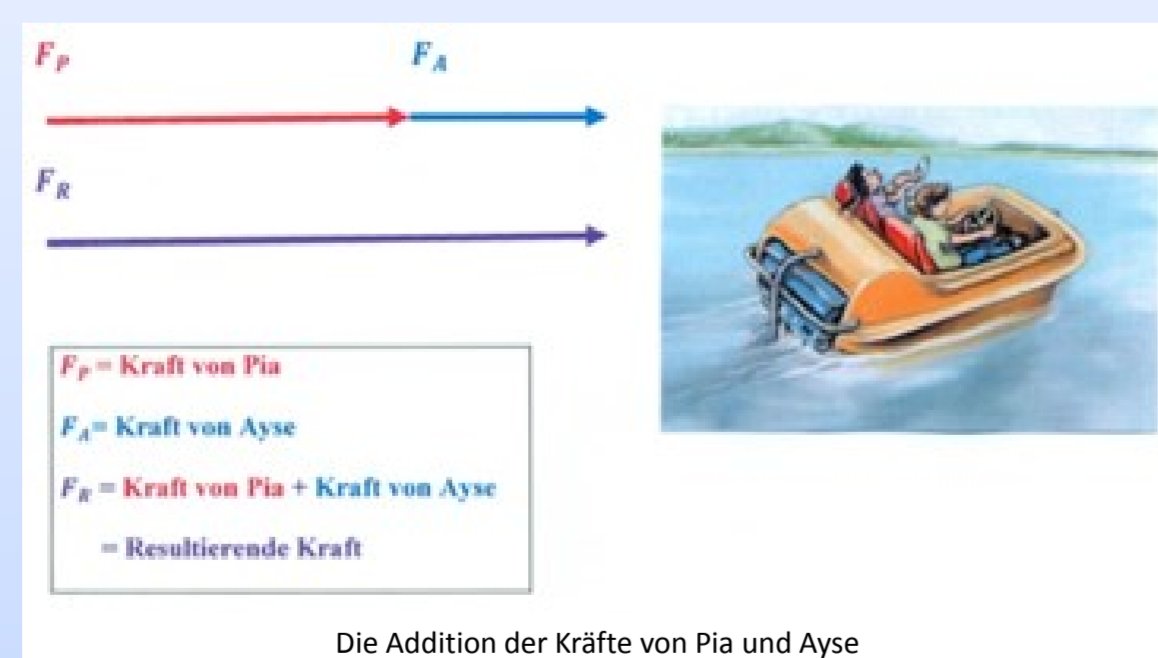 F_P F_A
F_R
F_P = Kraft von Pia
F_A= Kraft von Ayse
F_R = Kraft von Pia + Kraft von Ayse
= Resultierende Kraft
Die Addition der Kräfte von Pia und Ayse